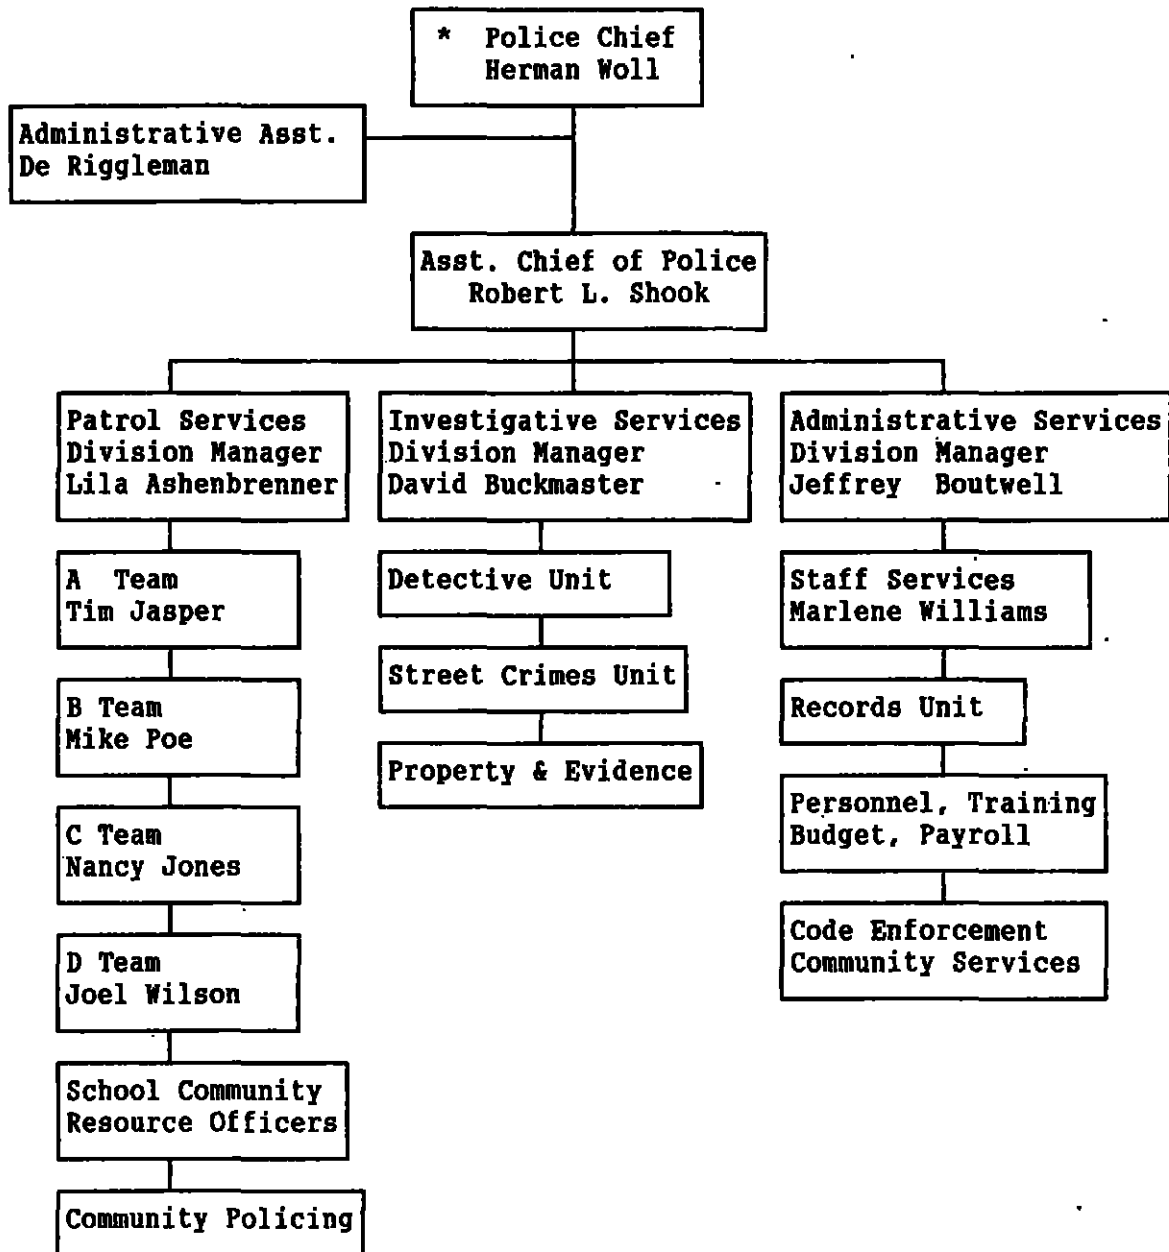 * Police Chief
Herman Woll
Administrative Asst.
De Riggleman
Asst. Chief of Police
Robert L. Shook
Patrol Services
Division Manager
Lila Ashenbrenner
A Team
Tim Jasper
B Team
Mike Poe
C Team
Nancy Jones
D Team
Joel Wilson
School Community
Resource Officers
Community Policing
Investigative Services
Division Manager
David Buckmaster
Detective Unit
Street Crimes Unit
Property & Evidence
Administrative Services
Division Manager
Jeffrey Boutwell
Staff Services
Marlene Williams
Records Unit
Personnel, Training
Budget, Payroll
Code Enforcement
Community Services